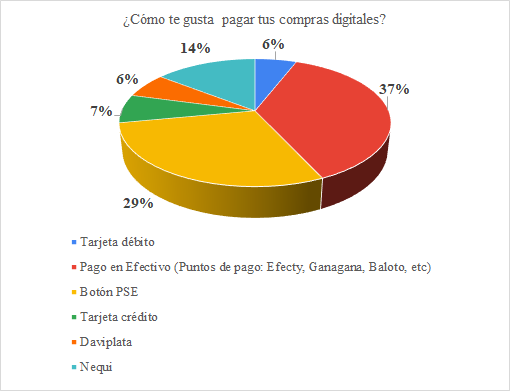 ¿Cómo te gusta  pagar tus compras digitales?
6%
37%
29%
7%
6%
14%
Tarjeta débito
Pago en Efectivo (Puntos de pago: Efecty, Ganagana, Baloto, etc)
Botón PSE
Tarjeta crédito
Daviplata
Nequi